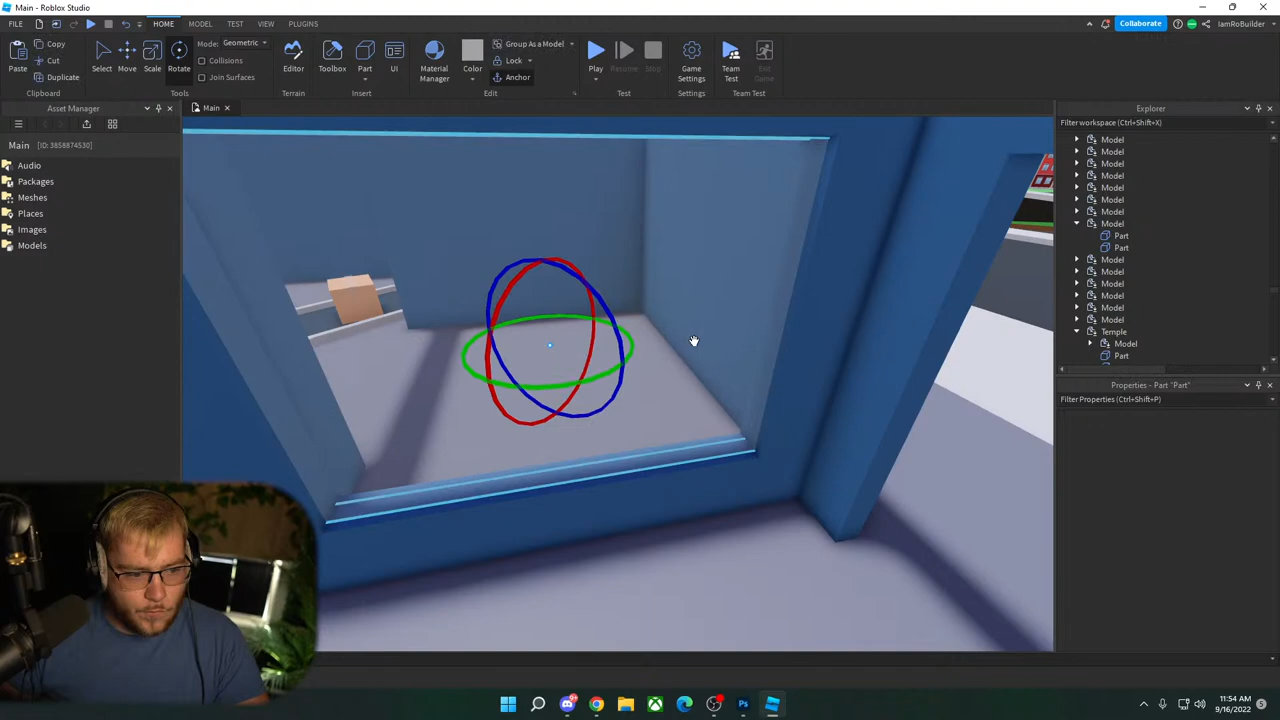 Main - Roblox Studio
FILE
HOME
MODEL
TEST
VIEW
PLUGINS
Collaborate
IamRoBuilder
Paste
Copy
Cut
Duplicate
Clipboard
Select
Move
Scale
Rotate
Mode: Geometric
Collisions
Join Surfaces
Tools
Editor
Terrain
Toolbox
Part
UI
Insert
Material
Manager
Color
Group As a Model
Lock
Anchor
Edit
Play
Resume
Stop
Test
Game
Settings
Settings
Team
Test
Exit
Game
Team Test
Asset Manager
Main [ID: 3858874530]
Audio
Packages
Meshes
Places
Images
Models
Main
Explorer
Filter workspace (Ctrl+Shift+X)
Model
Model
Model
Model
Model
Model
Model
Model
Part
Part
Model
Model
Model
Model
Model
Model
Temple
Model
Part
Properties - Part "Part"
Filter Properties (Ctrl+Shift+P)
11:54 AM
9/16/2022